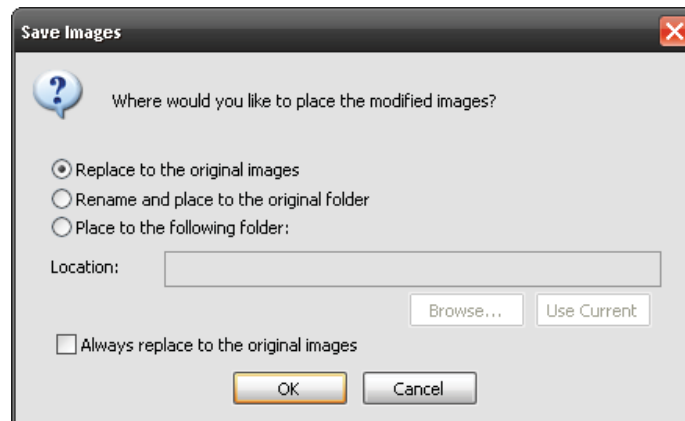 Save Images
Where would you like to place the modified images?
Replace to the original images
Rename and place to the original folder
Place to the following folder:
Location:
Browse... Use Current
Always replace to the original images
OK Cancel